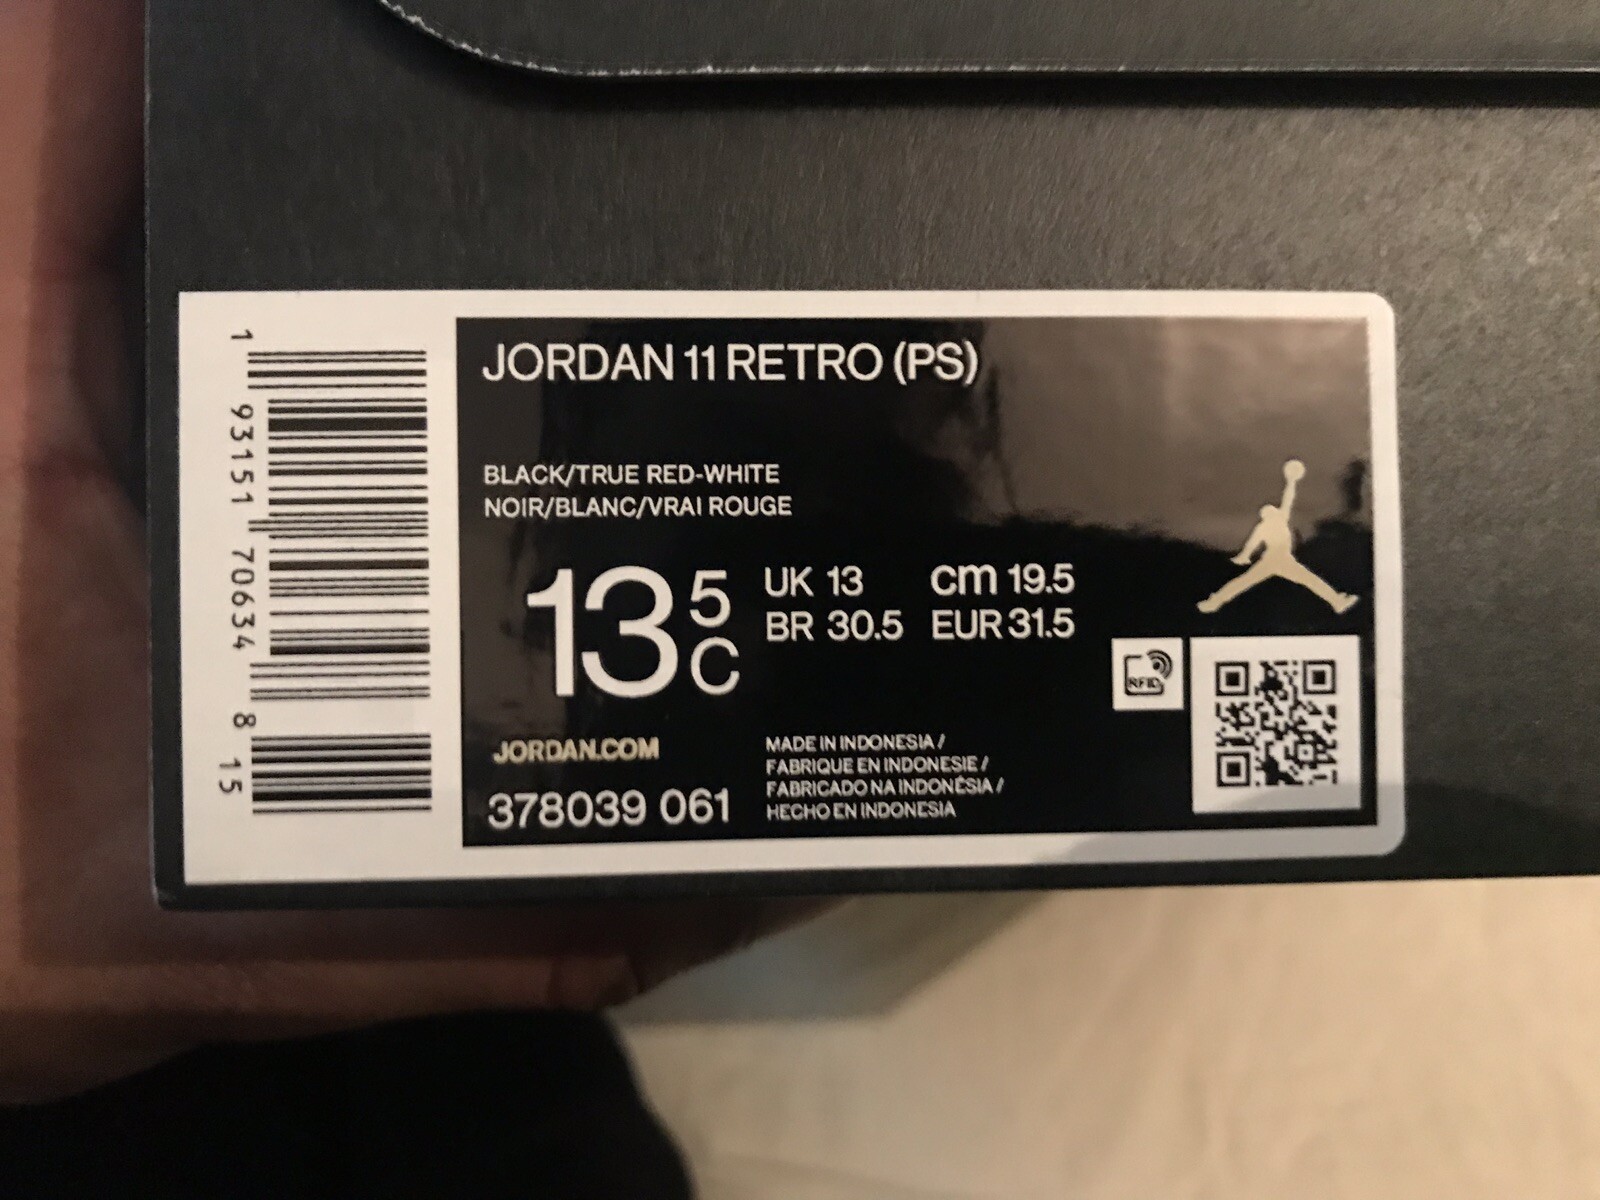 JORDAN 11 RETRO (PS)
BLACK/TRUE RED-WHITE
NOIR/BLANC/VRAI ROUGE
13 5 C
UK 13 cm 19.5
BR 30.5 EUR 31.5
RFID
JORDAN.COM
378039 061
MADE IN INDONESIA /
FABRIQUE EN INDONESIE /
FABRICADO NA INDONÉSIA /
HECHO EN INDONESIA
1 93151 70634 8 15